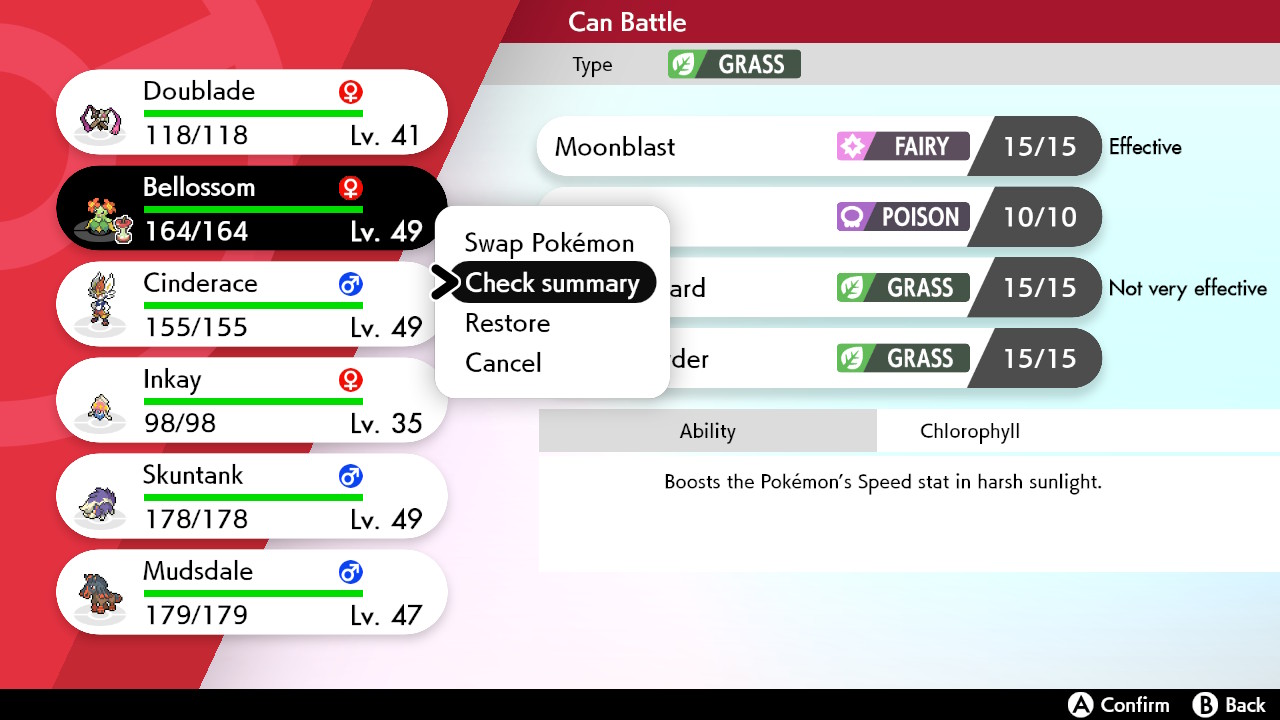 Can Battle
Type GRASS
Doublade ♀
118/118 Lv. 41
Bellossom ♀
164/164 Lv. 49
Cinderace ♂
155/155 Lv. 49
Inkay ♀
98/98 Lv. 35
Skuntank ♂
178/178 Lv. 49
Mudsdale ♂
179/179 Lv. 47
Swap Pokémon
Check summary
Restore
Cancel
Moonblast FAIRY 15/15 Effective
POISON 10/10
ard GRASS 15/15 Not very effective
der GRASS 15/15
Ability Chlorophyll
Boosts the Pokémon's Speed stat in harsh sunlight.
A Confirm B Back